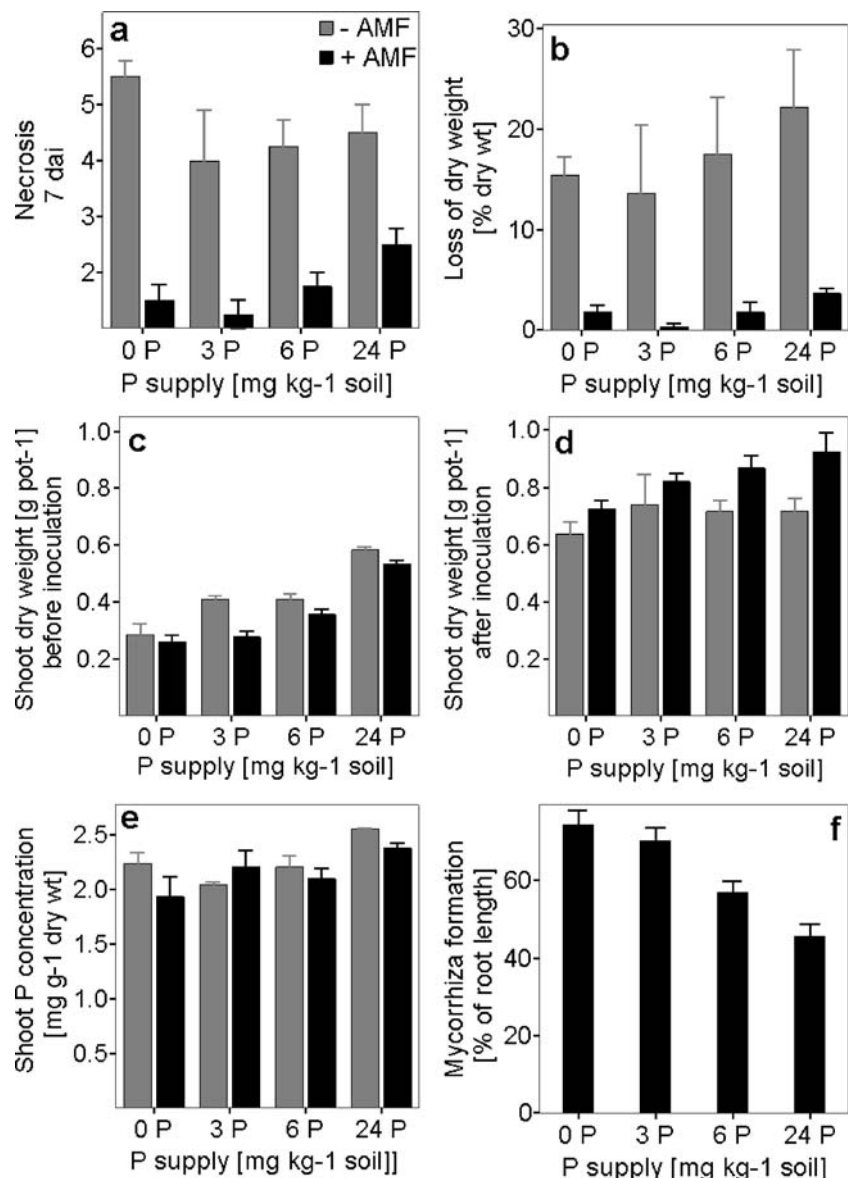 a
- AMF
+ AMF
6
5
4
3
2
Necrosis
7 dai
0 P 3 P 6 P 24 P
P supply [mg kg-1 soil]
b
30
20
10
0
Loss of dry weight
[% dry wt]
0 P 3 P 6 P 24 P
P supply [mg kg-1 soil]
c
1.0
0.8
0.6
0.4
0.2
Shoot dry weight [g pot-1]
before inoculation
0 P 3 P 6 P 24 P
P supply [mg kg-1 soil]
d
1.0
0.8
0.6
0.4
0.2
Shoot dry weight [g pot-1]
after inoculation
0 P 3 P 6 P 24 P
P supply [mg kg-1 soil]
e
2.5
2.0
1.5
1.0
0.5
Shoot P concentration
[mg g-1 dry wt]
0 P 3 P 6 P 24 P
P supply [mg kg-1 soil]]
f
60
40
20
0
Mycorrhiza formation
[% of root length]
0 P 3 P 6 P 24 P
P supply [mg kg-1 soil]